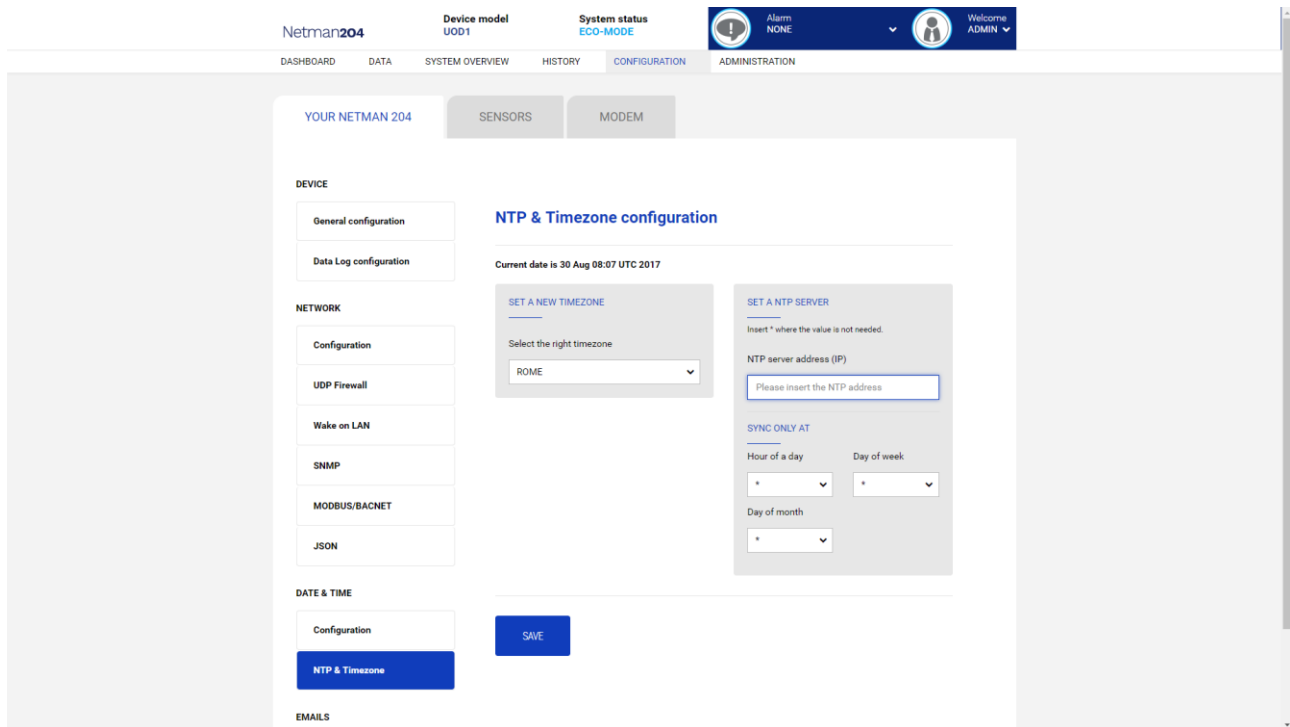 Netman204
Device model
UOD1
System status
ECO-MODE
Alarm
NONE
Welcome
ADMIN
DASHBOARD DATA SYSTEM OVERVIEW HISTORY CONFIGURATION ADMINISTRATION
YOUR NETMAN 204 SENSORS MODEM
DEVICE
General configuration
Data Log configuration
NETWORK
Configuration
UDP Firewall
Wake on LAN
SNMP
MODBUS/BACNET
JSON
DATE & TIME
Configuration
NTP & Timezone
EMAILS
NTP & Timezone configuration
Current date is 30 Aug 08:07 UTC 2017
SET A NEW TIMEZONE
Select the right timezone
ROME
SET A NTP SERVER
Insert * where the value is not needed.
NTP server address (IP)
Please insert the NTP address
SYNC ONLY AT
Hour of a day Day of week
* *
Day of month
*
SAVE